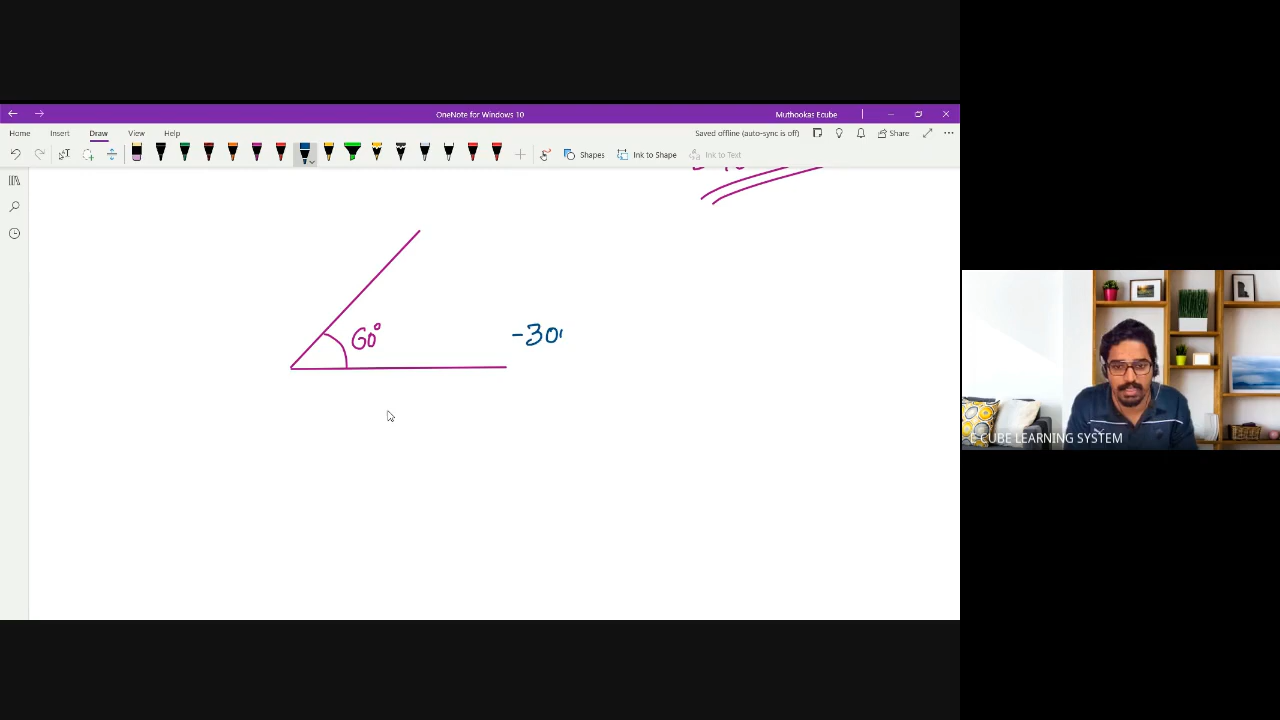 OneNote for Windows 10
Muthookas Ecube
Home Insert Draw View Help
Saved offline (auto-sync is off)
Share
Shapes
Ink to Shape
Ink to Text
60°
-30
E CUBE LEARNING SYSTEM